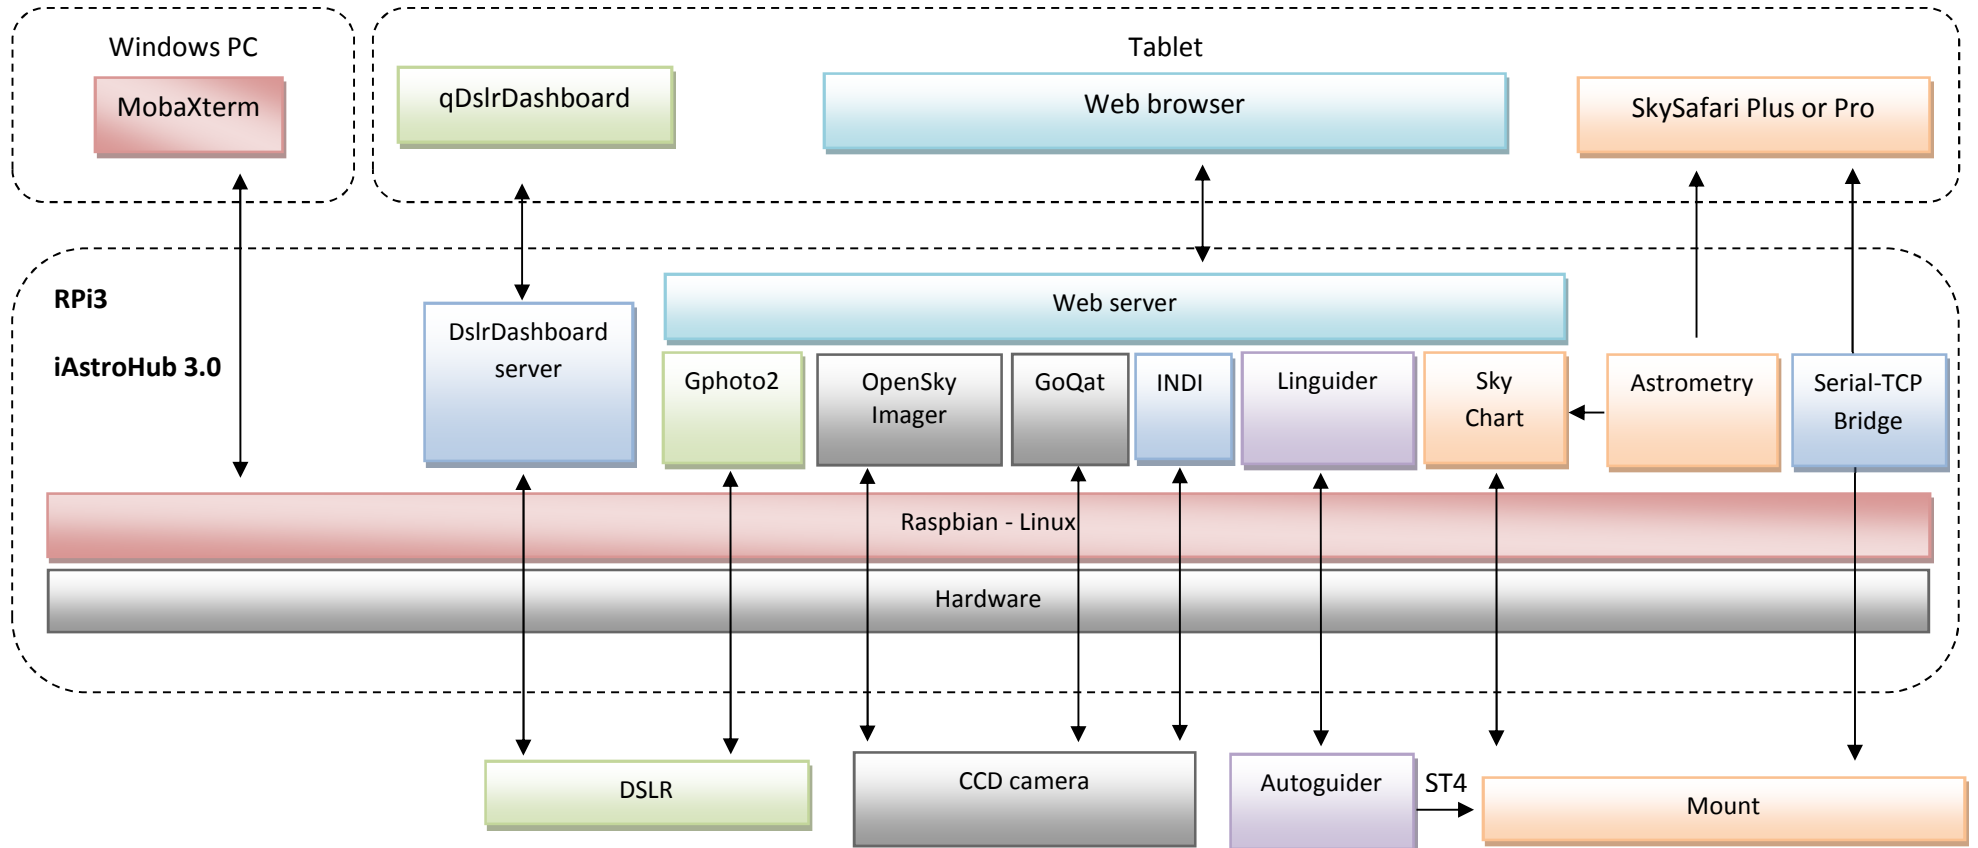 Windows PC
Tablet
MobaXterm
qDslrDashboard
Web browser
SkySafari Plus or Pro
RPi3
iAstroHub 3.0
Web server
DslrDashboard
server
Gphoto2
OpenSky
Imager
GoQat
INDI
Linguider
Sky
Chart
Astrometry
Serial-TCP
Bridge
Raspbian - Linux
Hardware
DSLR
CCD camera
Autoguider
ST4
Mount